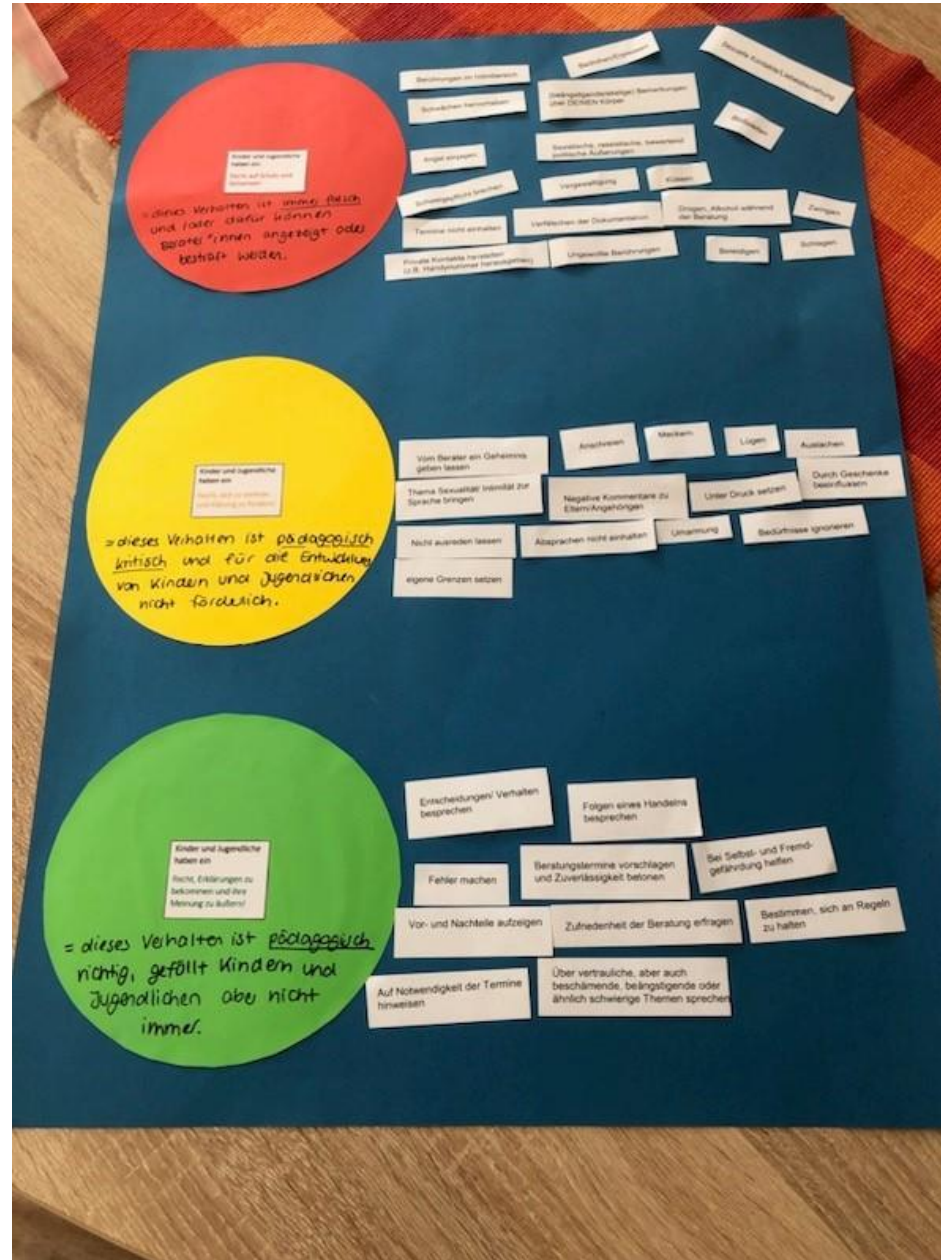 Kinder und Jugendliche
haben ein
Recht auf Schutz und
= dieses Verhalten ist immer falsch
und/oder dafür können
Berater*innen angezeigt oder
bestraft werden.
Berührungen im Intimbereich
Sexuelle Kontakte/Liebesbeziehung
Schwächen hervorheben
Bemerkungen
über DEINEN Körper
Angst einjagen
Sexistische, rassistische, bewertend
politische Äußerungen
Schweigepflicht brechen
Vergewaltigung
Küssen
Termine nicht einhalten
Verfälschen der Dokumentation
Drogen, Alkohol während
der Beratung
Zwingen
Private Kontakte herstellen
(z.B. Handynummer herausgeben)
Ungewollte Berührungen
Beleidigen
Schlagen
Kinder und Jugendliche
haben ein
= dieses Verhalten ist pädagogisch
kritisch und für die Entwicklung
von Kindern und Jugendlichen
nicht förderlich.
Vom Berater ein Geheimnis
geben lassen
Anschreien
Meckern
Lügen
Auslachen
Thema Sexualität/ Intimität zur
Sprache bringen
Negative Kommentare zu
Eltern/Angehörigen
Unter Druck setzen
Durch Geschenke
beeinflussen
Nicht ausreden lassen
Absprachen nicht einhalten
Umarmung
Bedürfnisse ignorieren
eigene Grenzen setzen
Kinder und Jugendliche
haben ein
Recht, Erklärungen zu
bekommen und ihre
Meinung zu äußern!
= dieses Verhalten ist pädagogisch
richtig, gefällt Kindern und
Jugendlichen aber nicht
immer.
Entscheidungen/ Verhalten
besprechen
Folgen eines Handelns
besprechen
Fehler machen
Beratungstermine vorschlagen
und Zuverlässigkeit betonen
Bei Selbst- und Fremd-
gefährdung helfen
Vor- und Nachteile aufzeigen
Zufriedenheit der Beratung erfragen
Bestimmen, sich an Regeln
zu halten
Auf Notwendigkeit der Termine
hinweisen
Über vertrauliche, aber auch
beschämende, beängstigende oder
ähnlich schwierige Themen sprechen